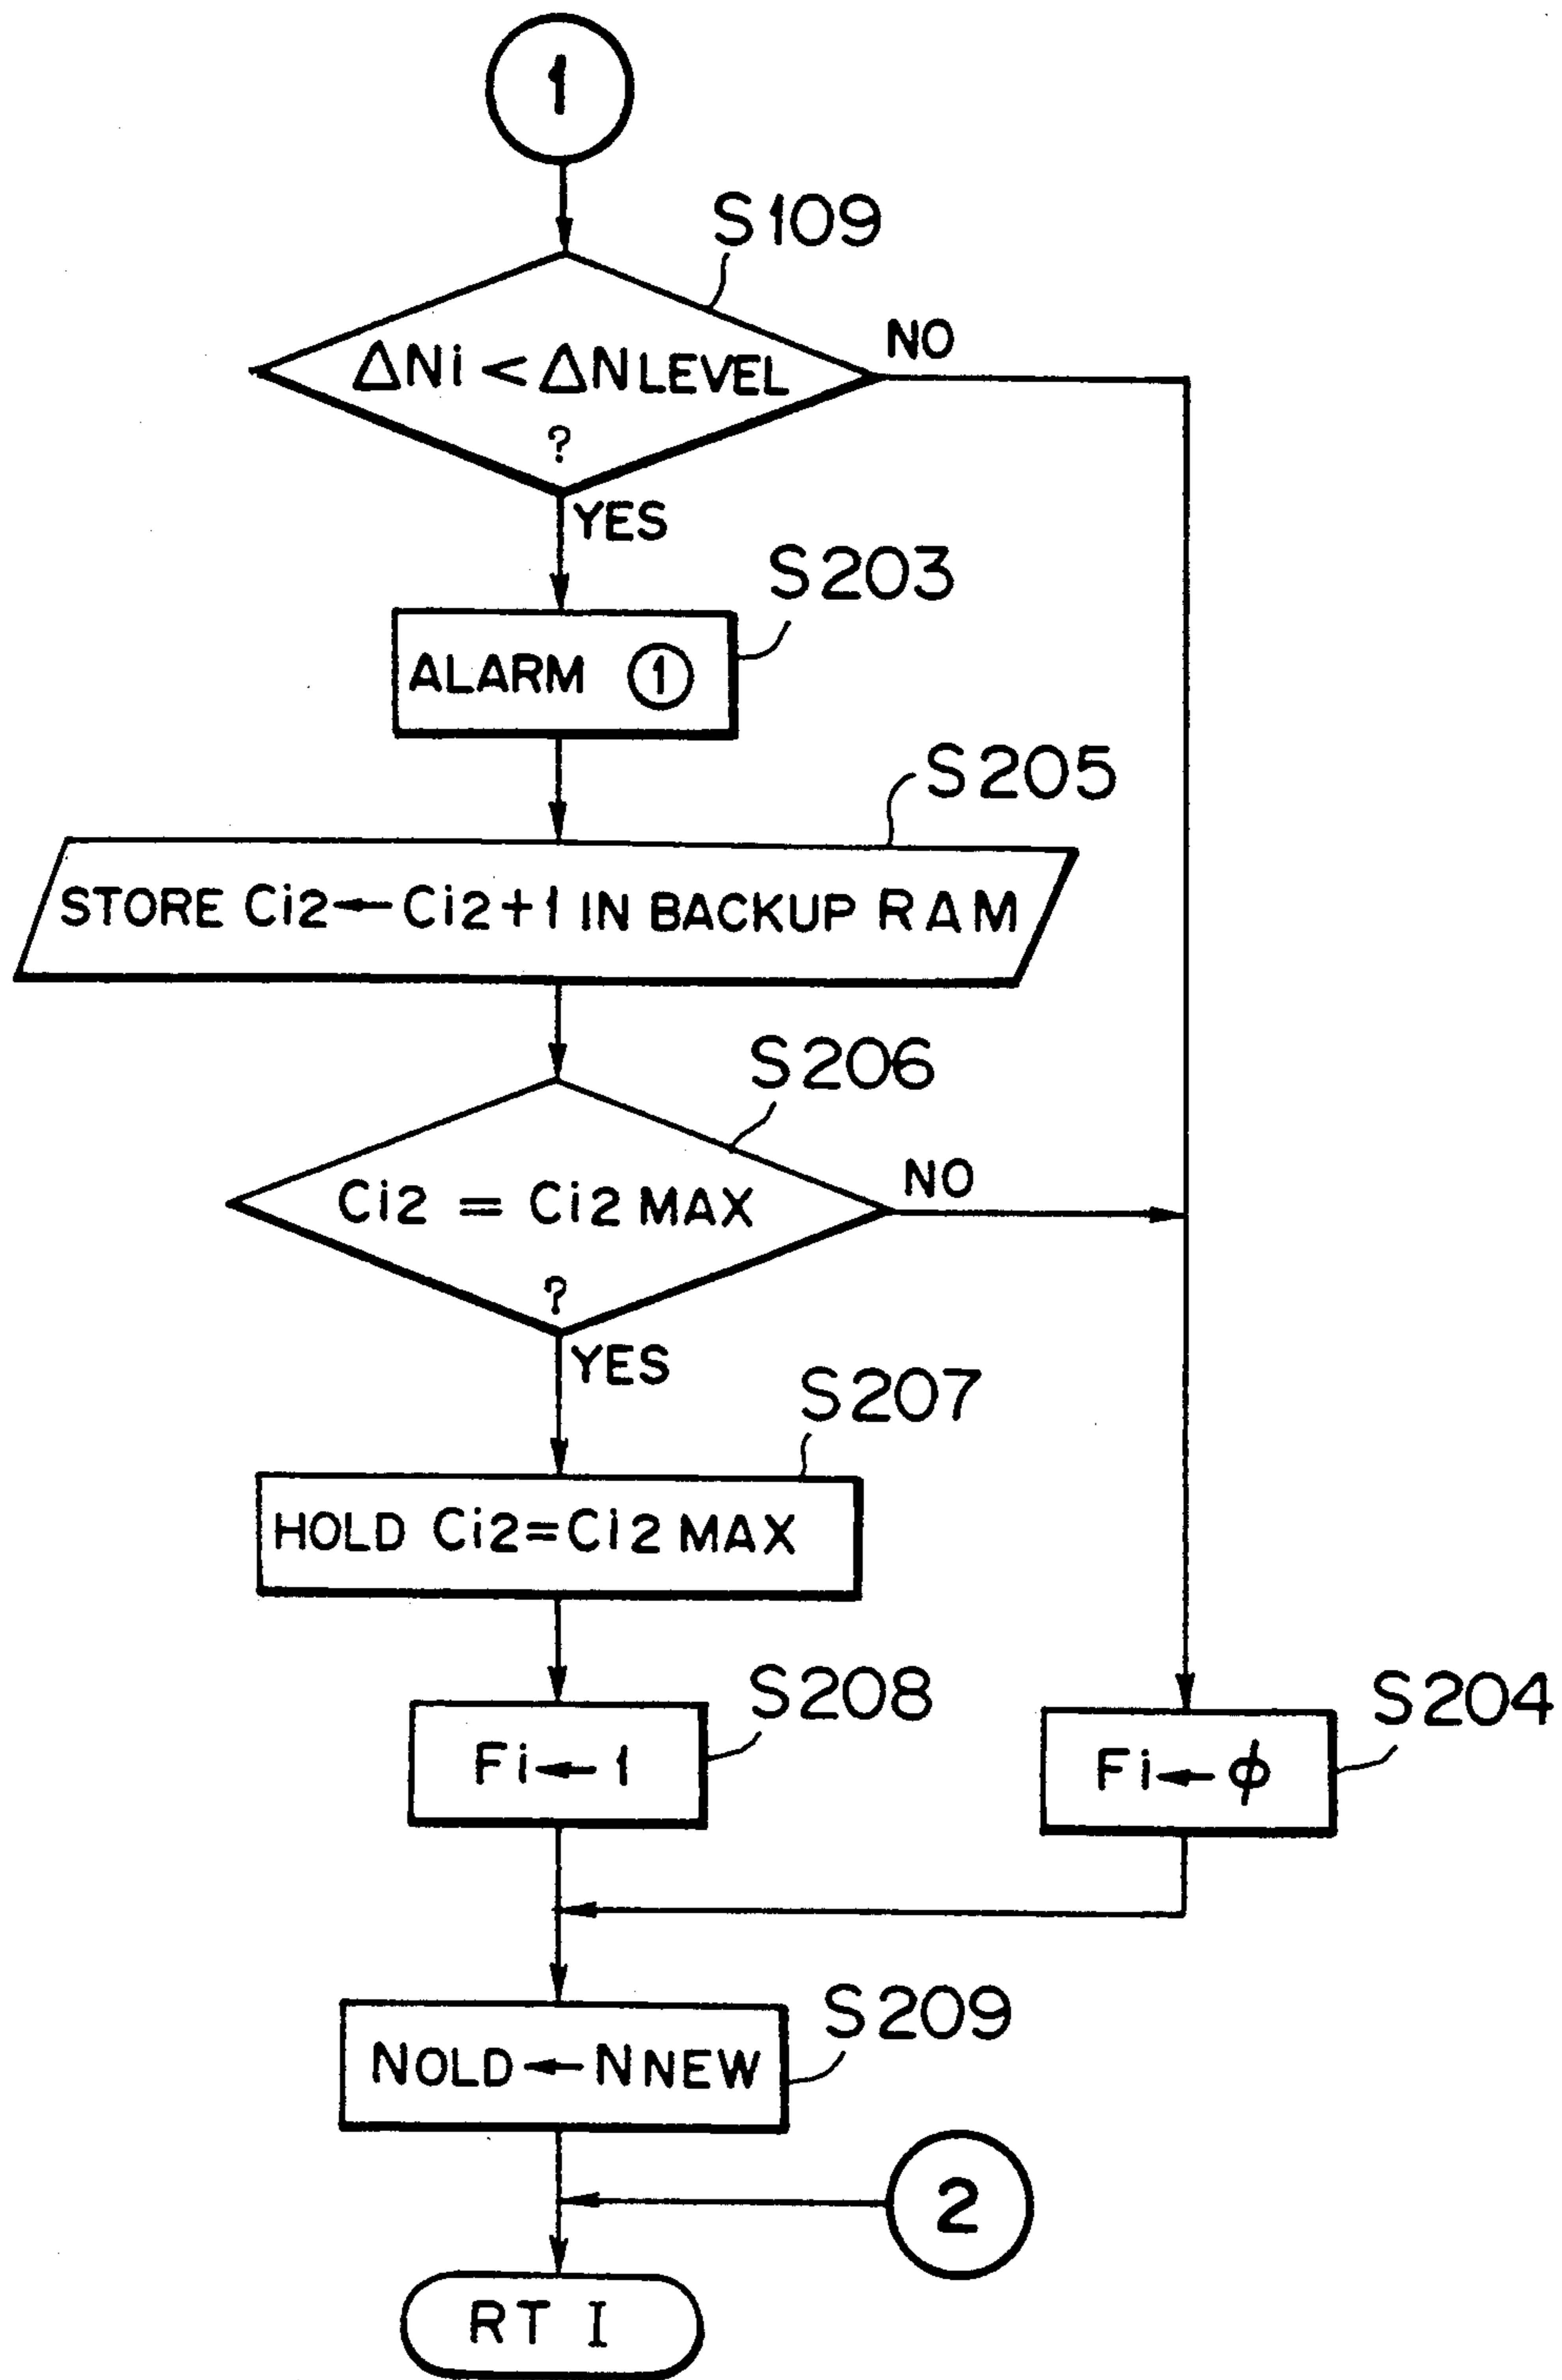 1
S109
ΔNi < ΔNLEVEL
?
NO
YES
S203
ALARM ①
S205
STORE Ci2←Ci2+1 IN BACKUP RAM
S206
Ci2 = Ci2 MAX
?
NO
YES
S207
HOLD Ci2=Ci2 MAX
S208
Fi←1
S204
Fi←ϕ
S209
NOLD←NNEW
2
RTI